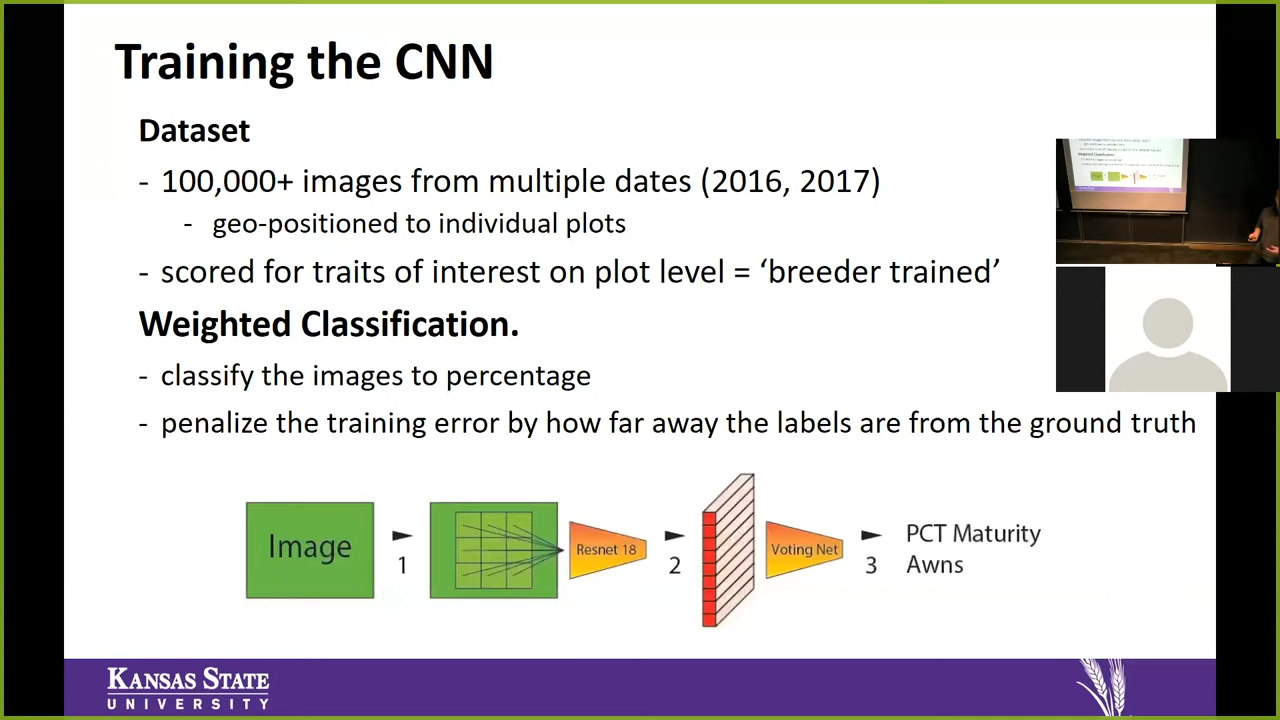 Training the CNN
Dataset
- 100,000+ images from multiple dates (2016, 2017)
- geo-positioned to individual plots
- scored for traits of interest on plot level = ‘breeder trained’
Weighted Classification.
- classify the images to percentage
- penalize the training error by how far away the labels are from the ground truth
Image
1
Resnet 18
2
Voting Net
3
PCT Maturity
Awns
KANSAS STATE
UNIVERSITY